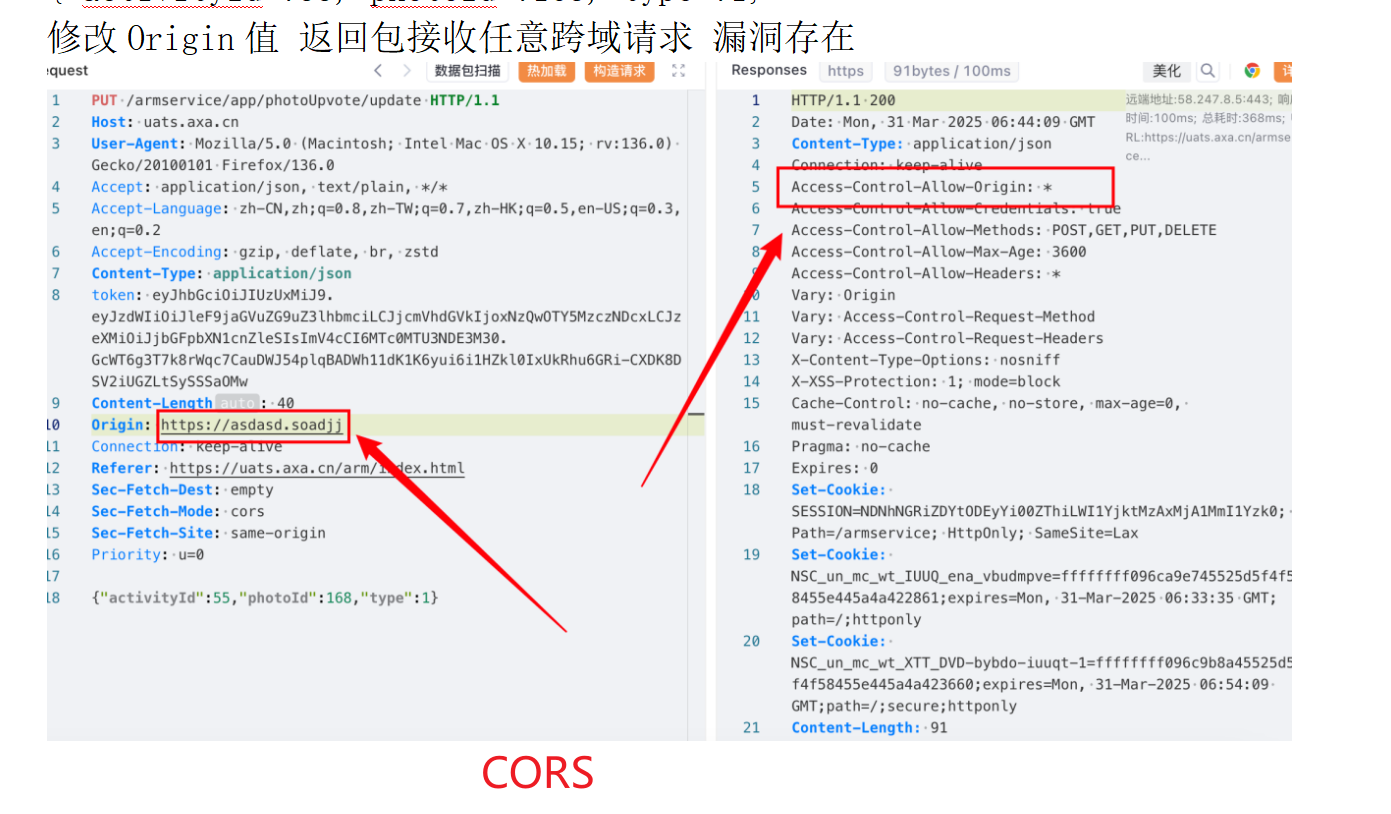 修改Origin值 返回包接收任意跨域请求 漏洞存在
equest
数据包扫描 热加载 构造请求
1 PUT /armservice/app/photoUpvote/update HTTP/1.1
2 Host: uats.axa.cn
3 User-Agent: Mozilla/5.0 (Macintosh; Intel Mac OS X 10.15; rv:136.0)
Gecko/20100101 Firefox/136.0
4 Accept: application/json, text/plain, */*
5 Accept-Language: zh-CN,zh;q=0.8,zh-TW;q=0.7,zh-HK;q=0.5,en-US;q=0.3,
en;q=0.2
6 Accept-Encoding: gzip, deflate, br, zstd
7 Content-Type: application/json
8 token: eyJhbGciOiJIUzUxMiJ9.
eyJzdWIiOiJleF9jaGVuZG9uZ3lhbmciLCJjcmVhdGVkIjoxNzQwOTY5MzczNDcxLCJz
eXMiOiJjbGFpbXN1cnZleSIsImV4cCI6MTc0MTU3NDE3M30.
GcWT6g3T7k8rWqc7CauDWJ54plqBADWh11dK1K6yui6i1HZkl0IxUkRhu6GRi-CXDK8D
SV2iUGZLtSySSSaOMw
9 Content-Length auto: 40
10 Origin: https://asdasd.soadjj
11 Connection: keep-alive
12 Referer: https://uats.axa.cn/arm/index.html
13 Sec-Fetch-Dest: empty
14 Sec-Fetch-Mode: cors
15 Sec-Fetch-Site: same-origin
16 Priority: u=0
17
18 {"activityId":55,"photoId":168,"type":1}
Responses https 91bytes / 100ms 美化
1 HTTP/1.1 200
远端地址:58.247.8.5:443; 响
时间:100ms; 总耗时:368ms;
RL:https://uats.axa.cn/armse
ce...
2 Date: Mon, 31 Mar 2025 06:44:09 GMT
3 Content-Type: application/json
4 Connection: keep-alive
5 Access-Control-Allow-Origin: *
6 Access-Control-Allow-Credentials: true
7 Access-Control-Allow-Methods: POST,GET,PUT,DELETE
8 Access-Control-Allow-Max-Age: 3600
9 Access-Control-Allow-Headers: *
10 Vary: Origin
11 Vary: Access-Control-Request-Method
12 Vary: Access-Control-Request-Headers
13 X-Content-Type-Options: nosniff
14 X-XSS-Protection: 1; mode=block
15 Cache-Control: no-cache, no-store, max-age=0,
must-revalidate
16 Pragma: no-cache
17 Expires: 0
18 Set-Cookie:
SESSION=NDNhNGRiZDYtODEyYi00ZThiLWI1YjktMzAxMjA1MmI1Yzk0;
Path=/armservice; HttpOnly; SameSite=Lax
19 Set-Cookie:
NSC_un_mc_wt_IUUQ_ena_vbudmpve=ffffffff096ca9e745525d5f4f5
8455e445a4a422861;expires=Mon, 31-Mar-2025 06:33:35 GMT;
path=/;httponly
20 Set-Cookie:
NSC_un_mc_wt_XTT_DVD-bybdo-iuuqt-1=ffffffff096c9b8a45525d5
f4f58455e445a4a423660;expires=Mon, 31-Mar-2025 06:54:09
GMT;path=/;secure;httponly
21 Content-Length: 91
CORS